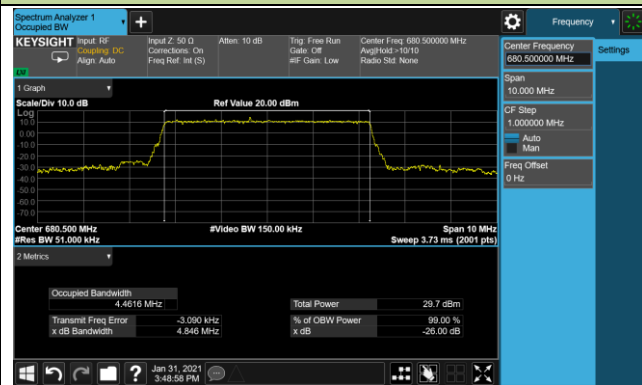 Spectrum Analyzer 1
Occupied BW
Frequency
KEYSIGHT Input: RF Input Z: 50 Ω Atten: 10 dB Trig: Free Run Center Freq: 680.500000 MHz
Coupling: DC Corrections: On Gate: Off Avg|Hold:>10/10
Align: Auto Freq Ref: Int (S) #IF Gain: Low Radio Std: None
Center Frequency
680.500000 MHz
Settings
Span
10.000 MHz
CF Step
1.000000 MHz
Auto
Man
Freq Offset
0 Hz
1 Graph
Scale/Div 10.0 dB Ref Value 20.00 dBm
Log
10.0
0.00
-10.0
-20.0
-30.0
-40.0
-50.0
-60.0
-70.0
Center 680.500 MHz #Video BW 150.00 kHz Span 10 MHz
#Res BW 51.000 kHz Sweep 3.73 ms (2001 pts)
2 Metrics
Occupied Bandwidth
4.4616 MHz Total Power 29.7 dBm
Transmit Freq Error -3.090 kHz % of OBW Power 99.00 %
x dB Bandwidth 4.846 MHz x dB -26.00 dB
? Jan 31, 2021
3:48:58 PM